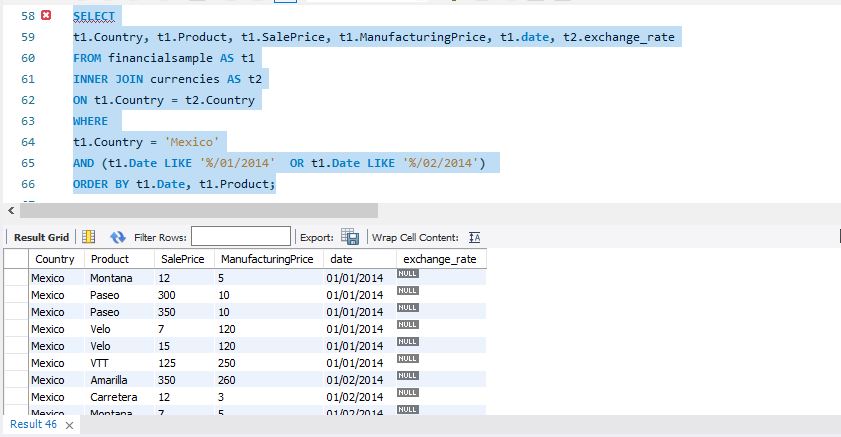 58 SELECT
59 t1.Country, t1.Product, t1.SalePrice, t1.ManufacturingPrice, t1.date, t2.exchange_rate
60 FROM financialsample AS t1
61 INNER JOIN currencies AS t2
62 ON t1.Country = t2.Country
63 WHERE
64 t1.Country = 'Mexico'
65 AND (t1.Date LIKE '%/01/2014'  OR t1.Date LIKE '%/02/2014')
66 ORDER BY t1.Date, t1.Product;
Result Grid Filter Rows: Export: Wrap Cell Content: IA
Country Product SalePrice ManufacturingPrice date exchange_rate
Mexico Montana 12 5 01/01/2014 NULL
Mexico Paseo 300 10 01/01/2014 NULL
Mexico Paseo 350 10 01/01/2014 NULL
Mexico Velo 7 120 01/01/2014 NULL
Mexico Velo 15 120 01/01/2014 NULL
Mexico VTT 125 250 01/01/2014 NULL
Mexico Amarilla 350 260 01/02/2014 NULL
Mexico Carretera 12 3 01/02/2014 NULL
Mexico Montana 7 5 01/02/2014 NULL
Result 46